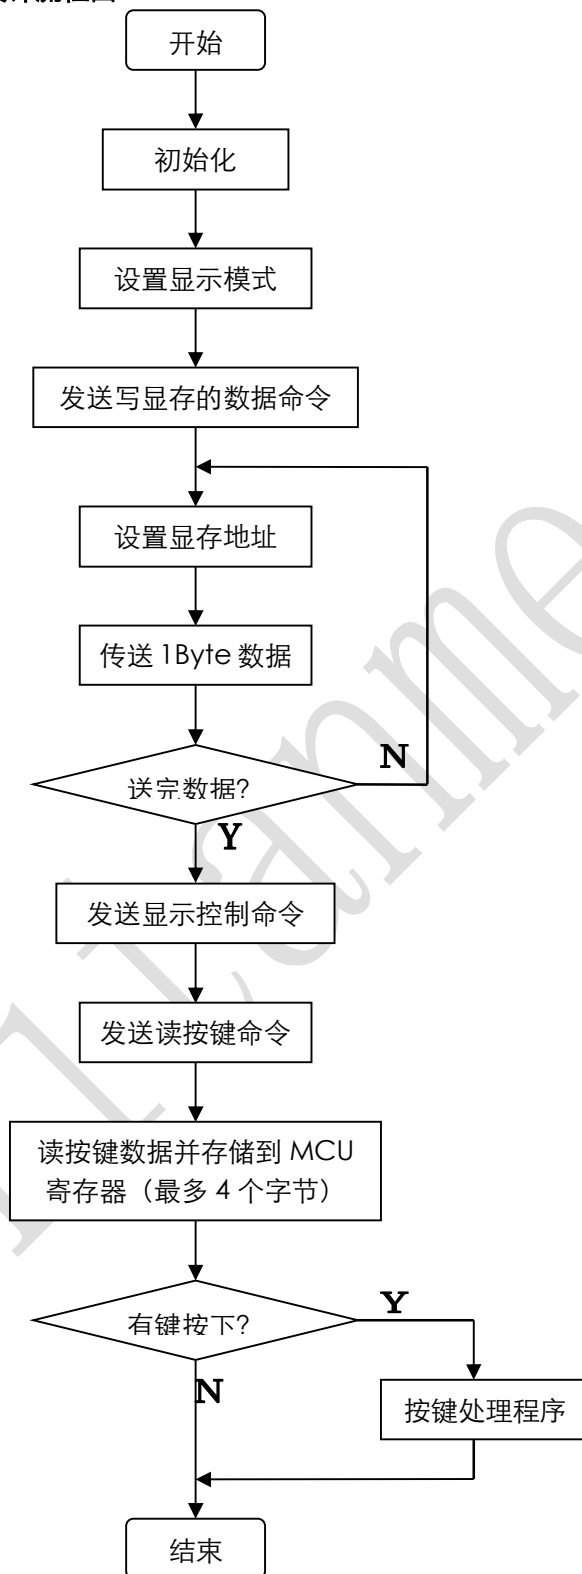 开始
初始化
设置显示模式
发送写显存的数据命令
设置显存地址
传送 1Byte 数据
N
送完数据?
Y
发送显示控制命令
发送读按键命令
读按键数据并存储到 MCU
寄存器（最多 4 个字节）
Y
有键按下?
N
按键处理程序
结束